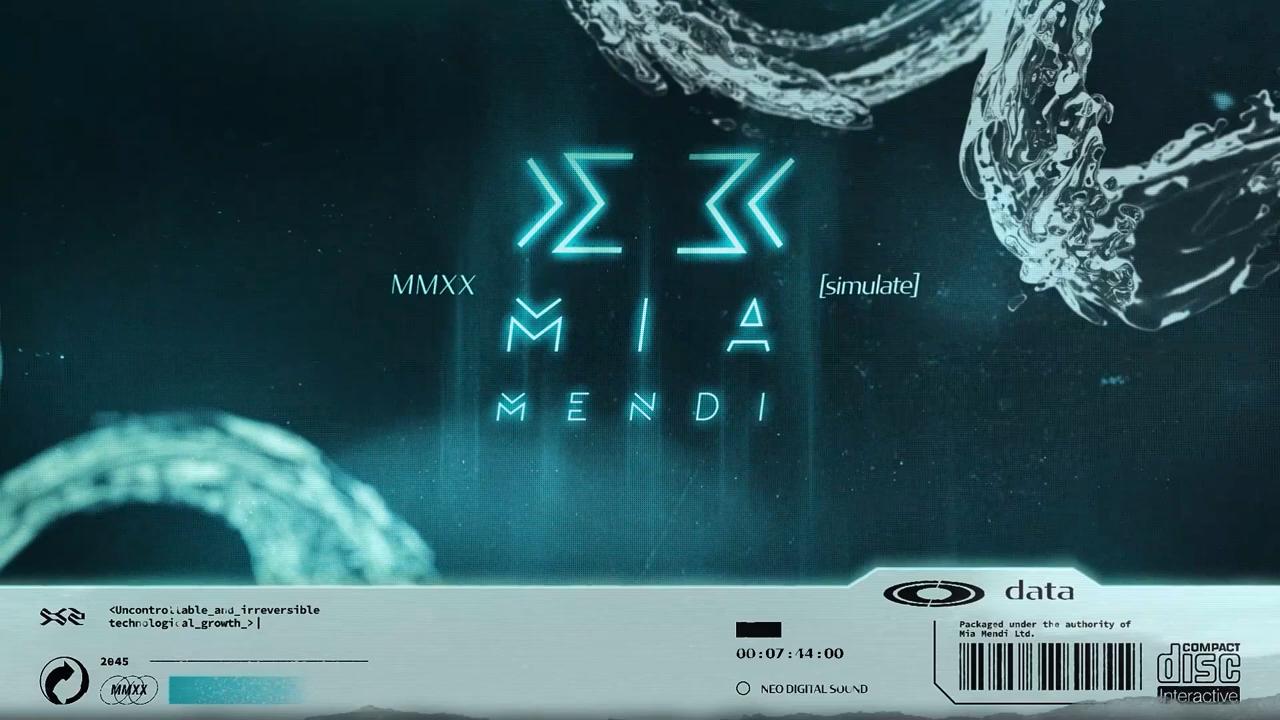 MMXX
[simulate]
MIA
MENDI
data
<Uncontrollable_and_irreversible
technological_growth_>|
Packaged under the authority of
Mia Mendi Ltd.
00:07:44:00
2045
MMXX
NEO DIGITAL SOUND
COMPACT
disc
Interactive